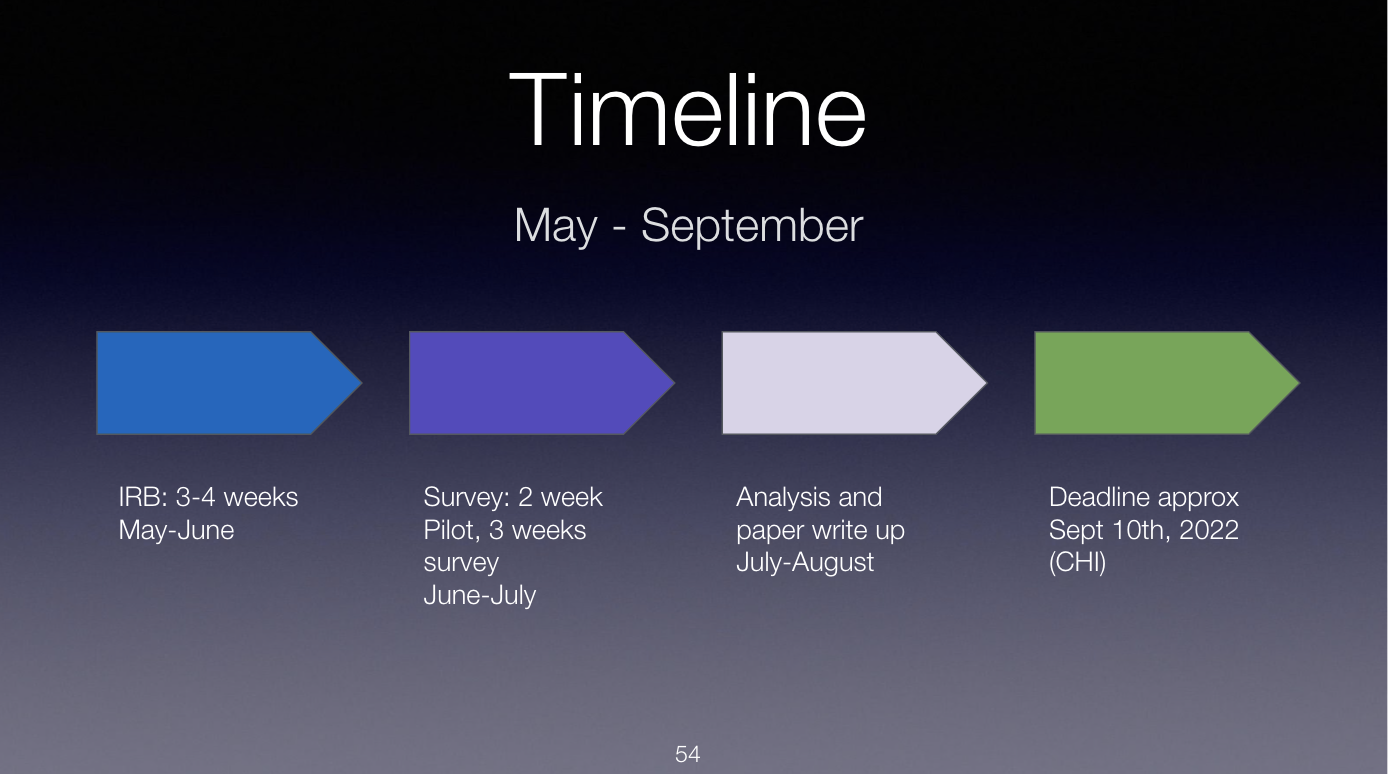 Timeline
May - September
IRB: 3-4 weeks
May-June
Survey: 2 week
Pilot, 3 weeks
survey
June-July
Analysis and
paper write up
July-August
Deadline approx
Sept 10th, 2022
(CHI)
54